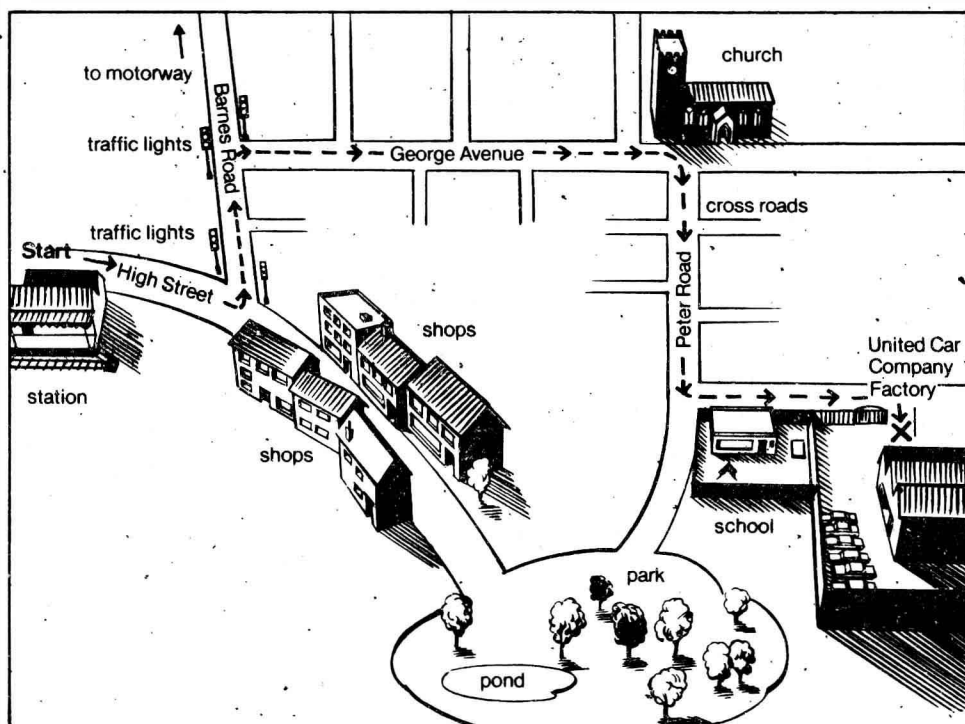 church
to motorway
Barnes Road
traffic lights
George Avenue
cross roads
traffic lights
Start
High Street
Peter Road
shops
United Car
Company
Factory
station
shops
school
park
pond